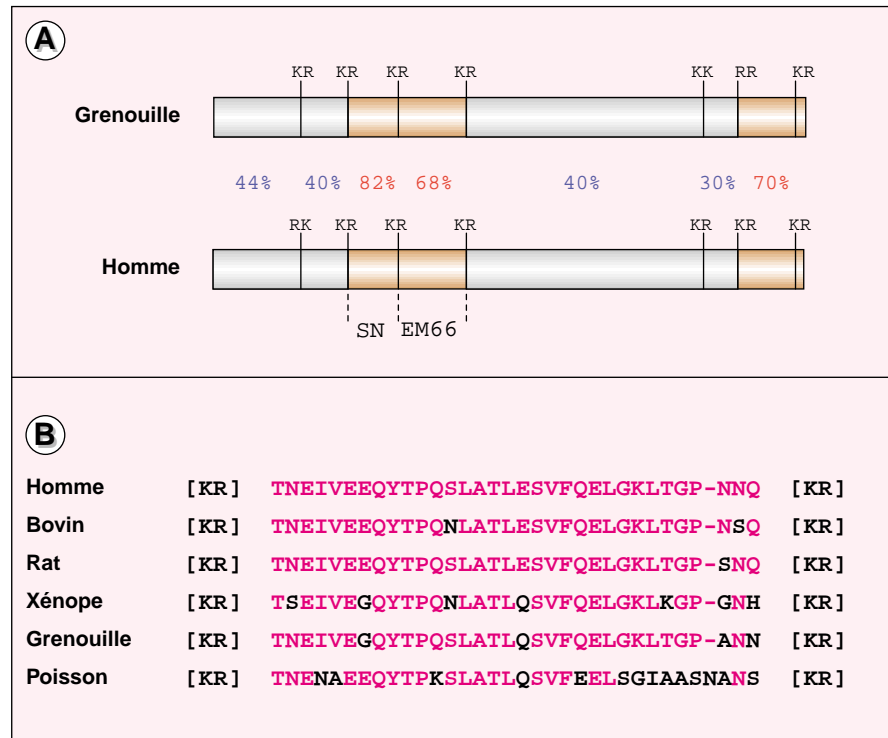 A
KR KR KR KR KK RR KR
Grenouille
44% 40% 82% 68% 40% 30% 70%
RK KR KR KR KR KR KR
Homme
SN EM66
B
Homme [KR] TNEIVEEQYTPQSLATLESVFQELGKLTGP-NNQ [KR]
Bovin [KR] TNEIVEEQYTPQNLATLESVFQELGKLTGP-NSQ [KR]
Rat [KR] TNEIVEEQYTPQSLATLESVFQELGKLTGP-SNQ [KR]
Xénope [KR] TSEIVEGQYTPQNLATLQSVFQELGKLKGP-GNH [KR]
Grenouille [KR] TNEIVEGQYTPQSLATLQSVFQELGKLTGP-ANN [KR]
Poisson [KR] TNENAEEQYTPKSLATLQSVFEELSGIAASNANS [KR]